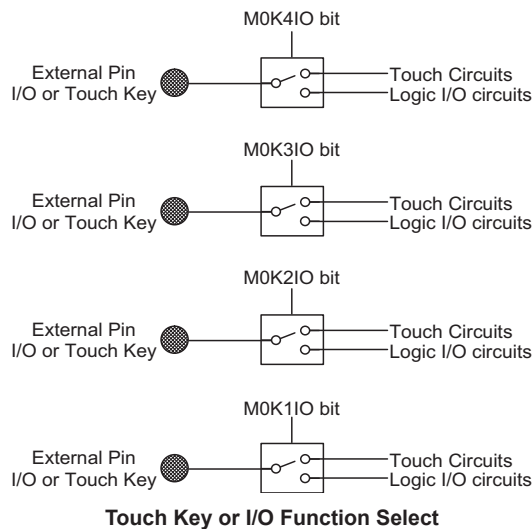 M0K4IO bit
External Pin
I/O or Touch Key
Touch Circuits
Logic I/O circuits
M0K3IO bit
External Pin
I/O or Touch Key
Touch Circuits
Logic I/O circuits
M0K2IO bit
External Pin
I/O or Touch Key
Touch Circuits
Logic I/O circuits
M0K1IO bit
External Pin
I/O or Touch Key
Touch Circuits
Logic I/O circuits
Touch Key or I/O Function Select